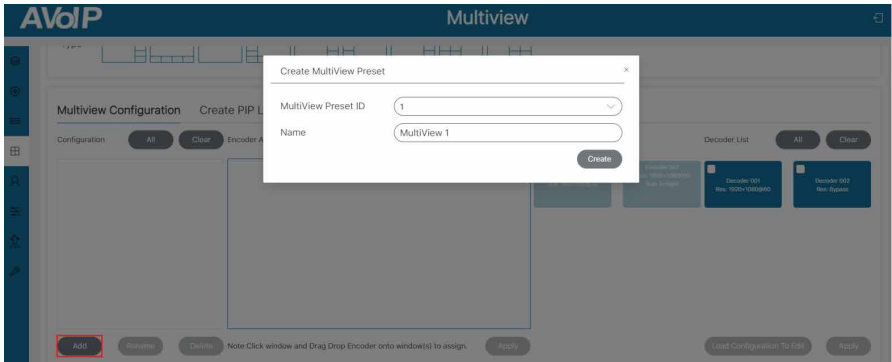 AVoIP
Multiview
Type
Create MultiView Preset
×
MultiView Preset ID
1
Name
MultiView 1
Create
Multiview Configuration
Create PIP L
Configuration
All
Clear
Encoder A
Decoder List
All
Clear
Decoder 001
Res: 1920×1080@60
Decoder 002
Res: Bypass
Add
Rename
Delete
Note:Click window and Drag Drop Encoder onto window(s) to assign.
Apply
Load Configuration To Edit
Apply